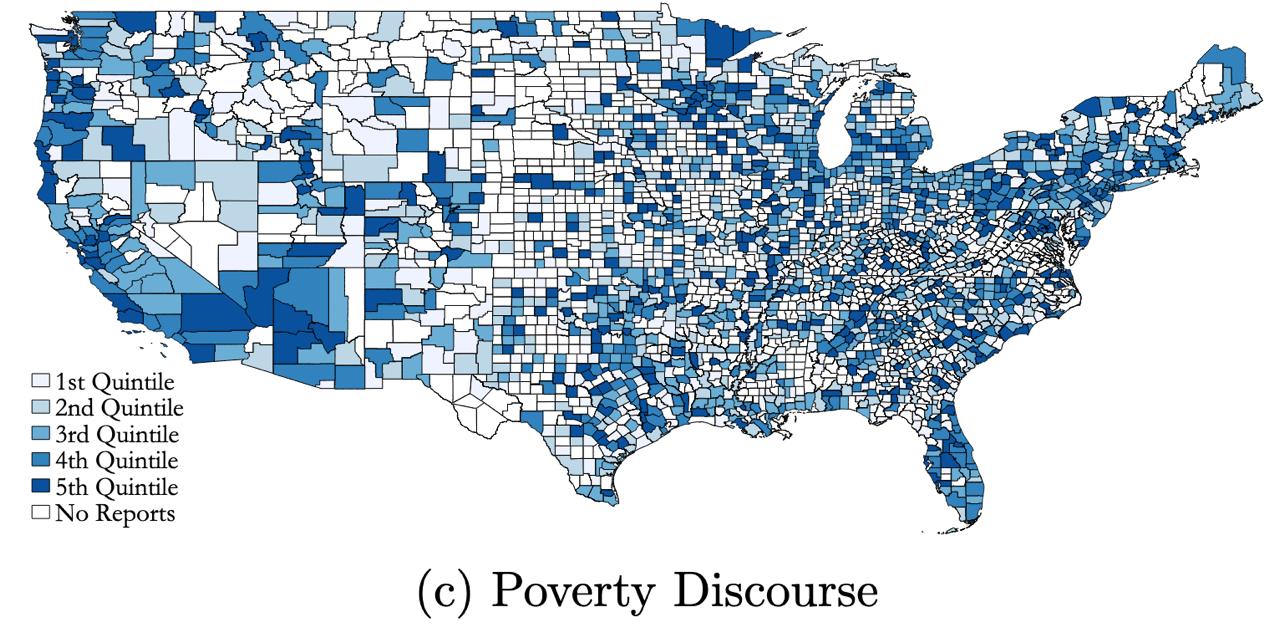 1st Quintile
2nd Quintile
3rd Quintile
4th Quintile
5th Quintile
No Reports
(c) Poverty Discourse